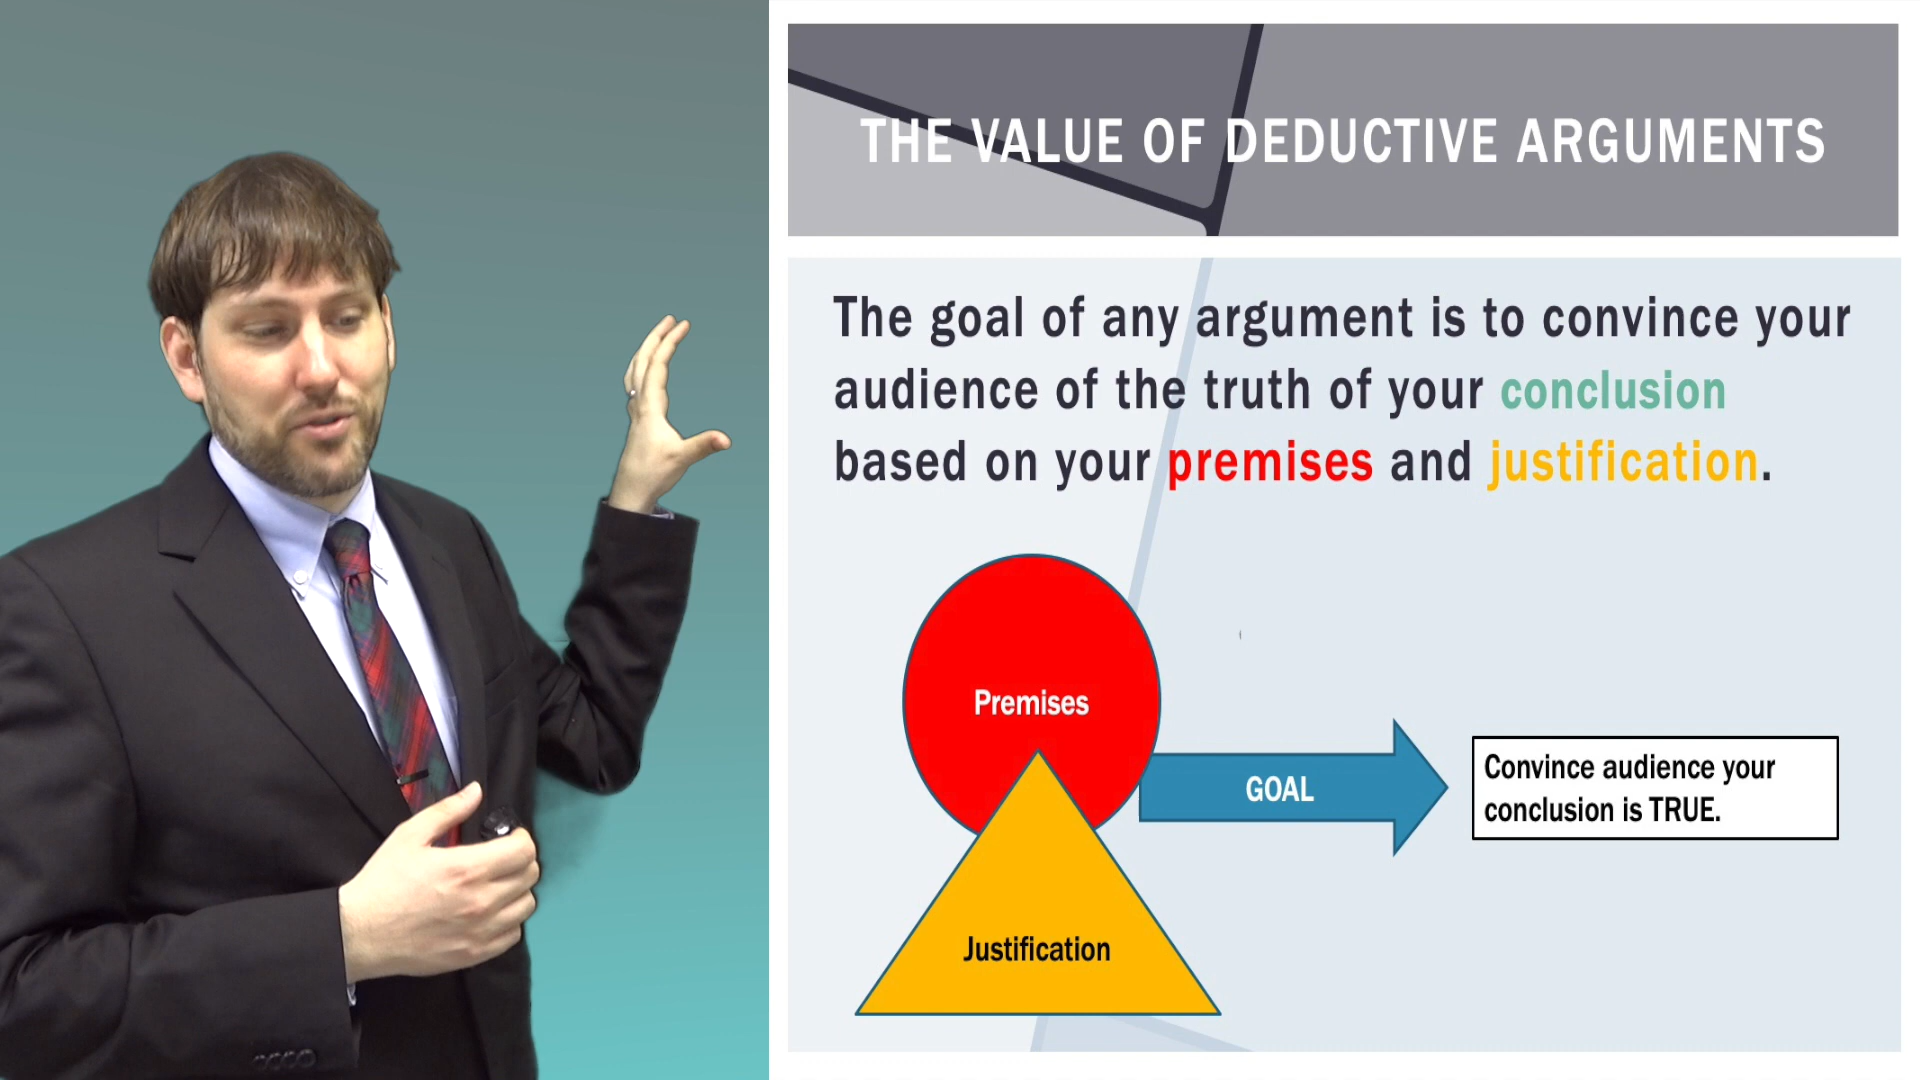 THE VALUE OF DEDUCTIVE ARGUMENTS
The goal of any argument is to convince your
audience of the truth of your conclusion
based on your premises and justification.
Premises
GOAL
Convince audience your
conclusion is TRUE.
Justification